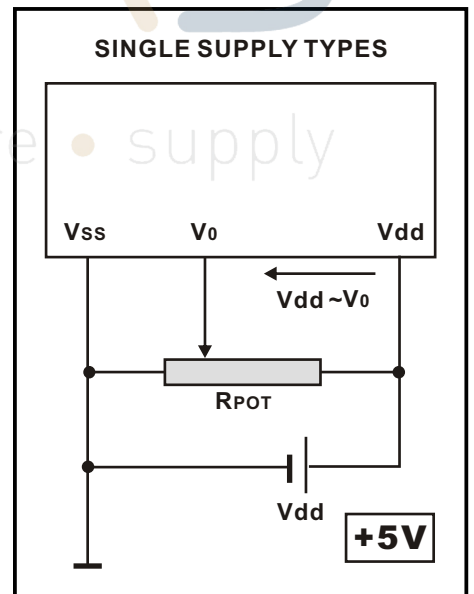 SINGLE SUPPLY TYPES
e • supply
Vss V0 Vdd
Vdd ~V0
RPOT
Vdd
+5V